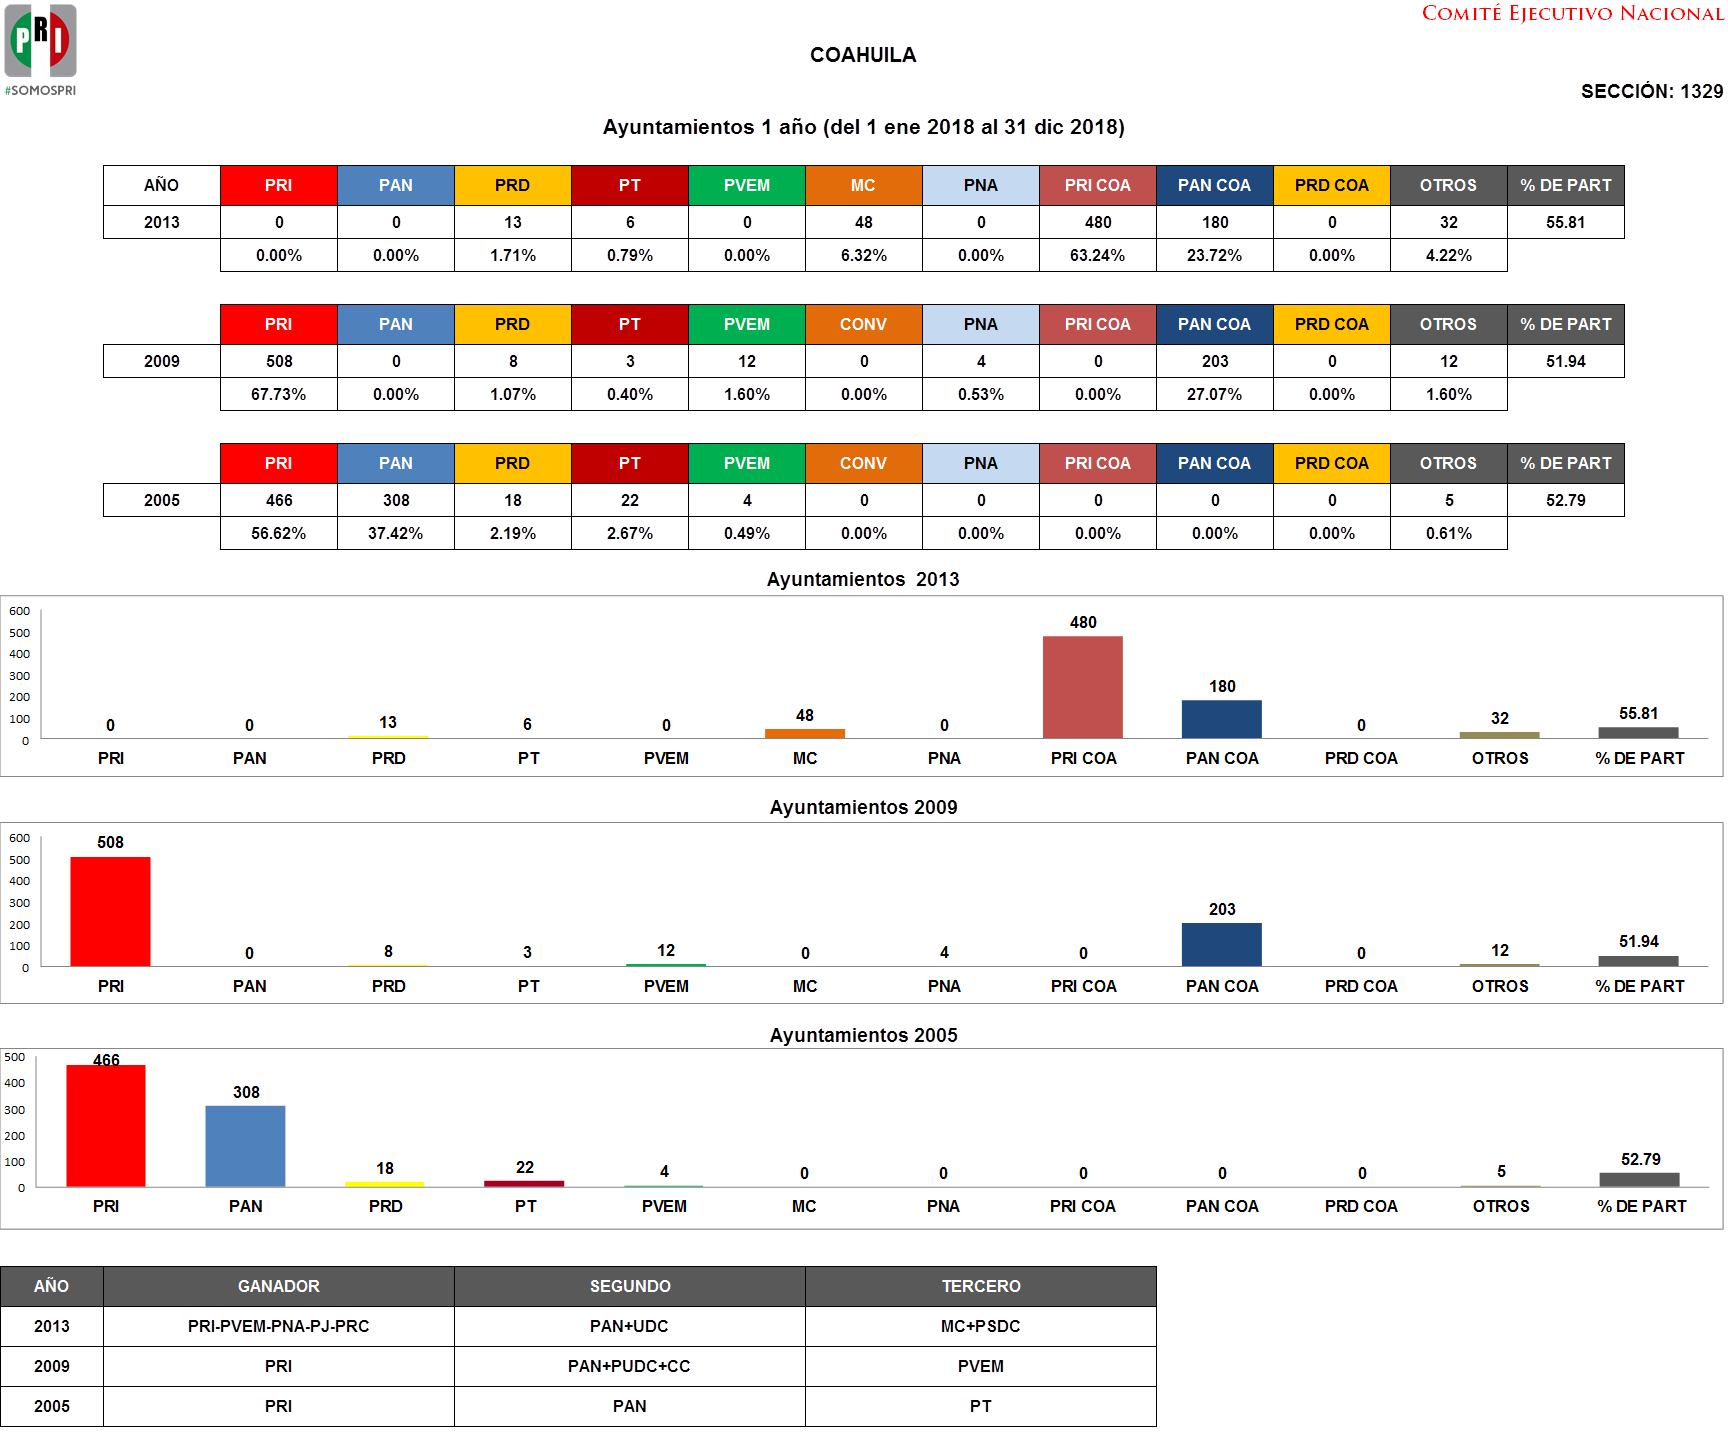 COMITÉ EJECUTIVO NACIONAL
PRI
#SOMOSPRI
COAHUILA
SECCIÓN: 1329
Ayuntamientos 1 año (del 1 ene 2018 al 31 dic 2018)
AÑO PRI PAN PRD PT PVEM MC PNA PRI COA PAN COA PRD COA OTROS % DE PART
2013 0 0 13 6 0 48 0 480 180 0 32 55.81
0.00% 0.00% 1.71% 0.79% 0.00% 6.32% 0.00% 63.24% 23.72% 0.00% 4.22%
PRI PAN PRD PT PVEM CONV PNA PRI COA PAN COA PRD COA OTROS % DE PART
2009 508 0 8 3 12 0 4 0 203 0 12 51.94
67.73% 0.00% 1.07% 0.40% 1.60% 0.00% 0.53% 0.00% 27.07% 0.00% 1.60%
PRI PAN PRD PT PVEM CONV PNA PRI COA PAN COA PRD COA OTROS % DE PART
2005 466 308 18 22 4 0 0 0 0 0 5 52.79
56.62% 37.42% 2.19% 2.67% 0.49% 0.00% 0.00% 0.00% 0.00% 0.00% 0.61%
Ayuntamientos 2013
600
500
400
300
200
100
0
0 0 13 6 0 48 0 480 180 0 32 55.81
PRI PAN PRD PT PVEM MC PNA PRI COA PAN COA PRD COA OTROS % DE PART
Ayuntamientos 2009
600
500
400
300
200
100
0
508 0 8 3 12 0 4 0 203 0 12 51.94
PRI PAN PRD PT PVEM MC PNA PRI COA PAN COA PRD COA OTROS % DE PART
Ayuntamientos 2005
500
400
300
200
100
0
466 308 18 22 4 0 0 0 0 0 5 52.79
PRI PAN PRD PT PVEM MC PNA PRI COA PAN COA PRD COA OTROS % DE PART
AÑO GANADOR SEGUNDO TERCERO
2013 PRI-PVEM-PNA-PJ-PRC PAN+UDC MC+PSDC
2009 PRI PAN+PUDC+CC PVEM
2005 PRI PAN PT